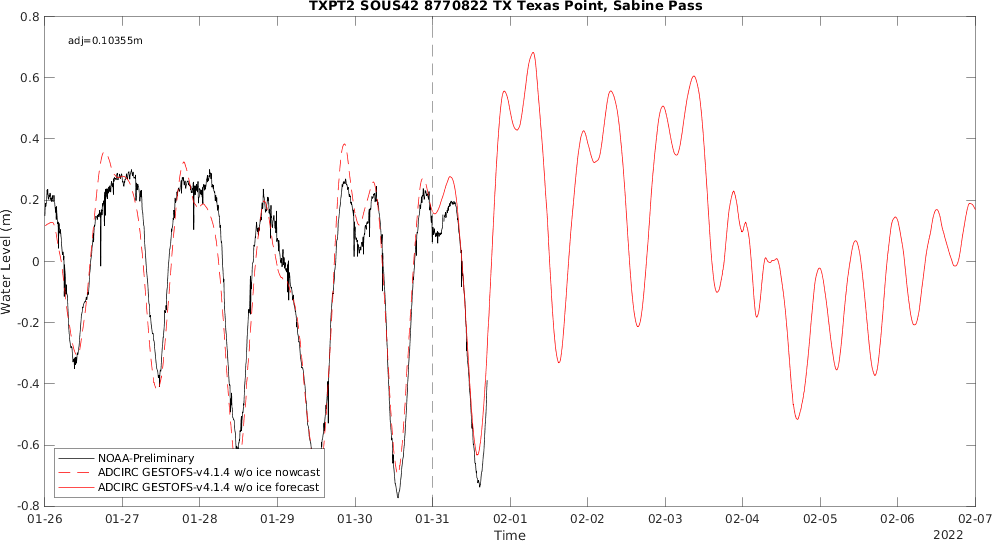 TXPT2 SOUS42 8770822 TX Texas Point, Sabine Pass
adj=0.10355m
0.8
0.6
0.4
0.2
0
-0.2
-0.4
-0.6
-0.8
Water Level (m)
NOAA-Preliminary
ADCIRC GESTOFS-v4.1.4 w/o ice nowcast
ADCIRC GESTOFS-v4.1.4 w/o ice forecast
01-26 01-27 01-28 01-29 01-30 01-31 02-01 02-02 02-03 02-04 02-05 02-06 02-07
Time
2022